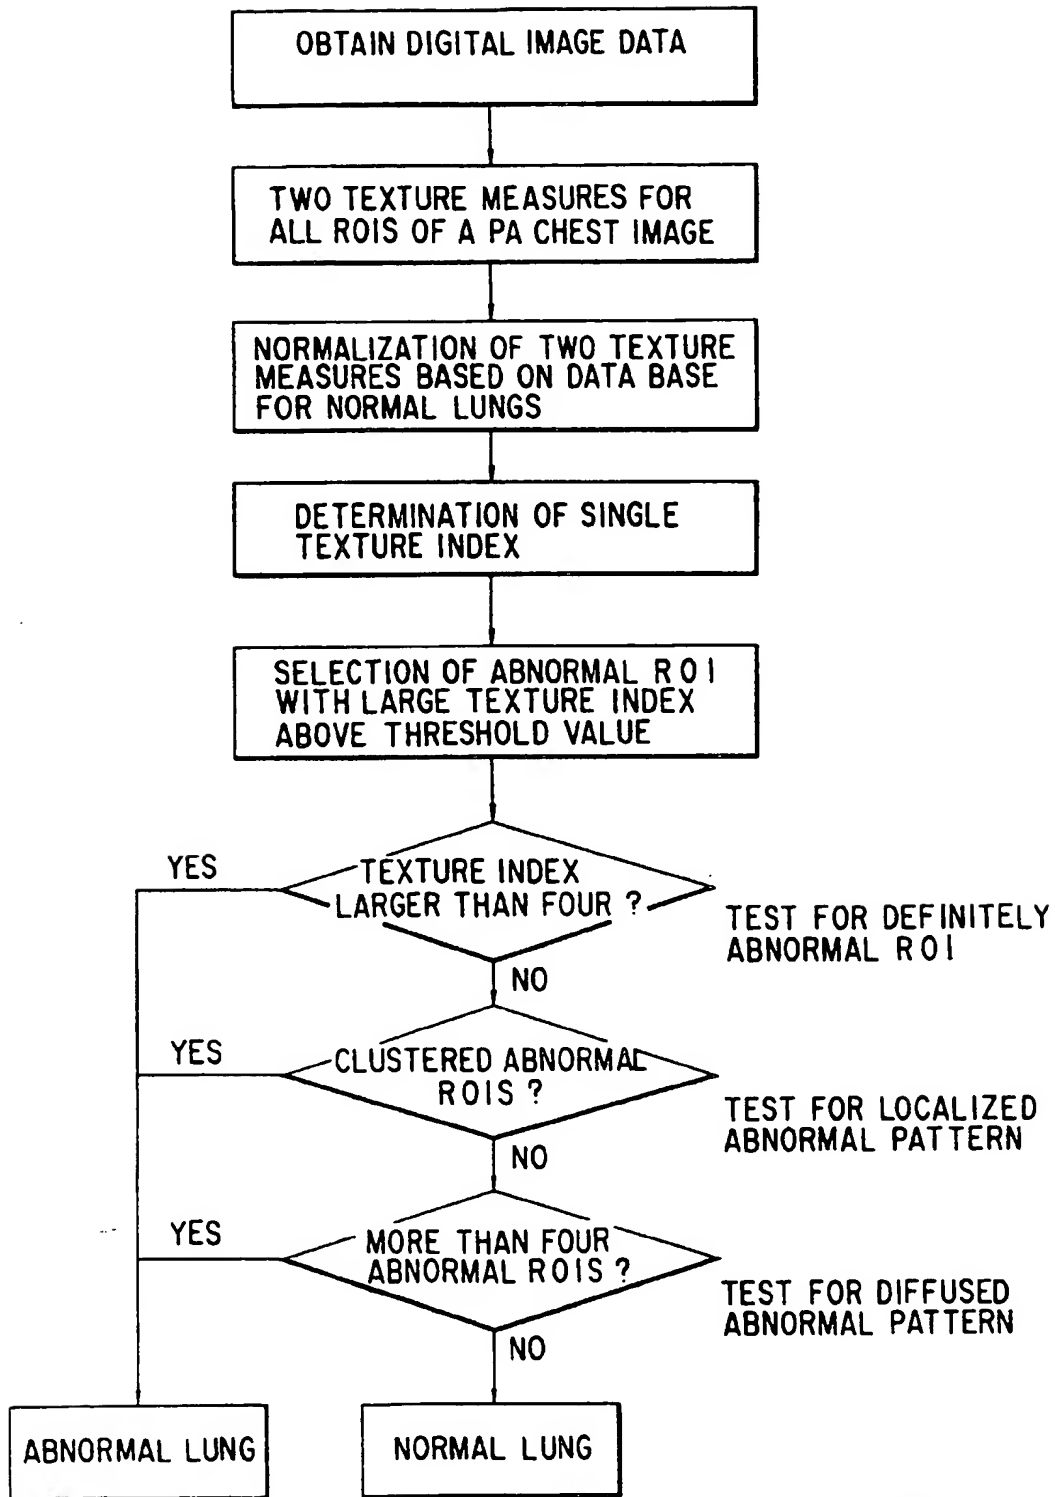 OBTAIN DIGITAL IMAGE DATA
TWO TEXTURE MEASURES FOR
ALL ROIS OF A PA CHEST IMAGE
NORMALIZATION OF TWO TEXTURE
MEASURES BASED ON DATA BASE
FOR NORMAL LUNGS
DETERMINATION OF SINGLE
TEXTURE INDEX
SELECTION OF ABNORMAL ROI
WITH LARGE TEXTURE INDEX
ABOVE THRESHOLD VALUE
YES
TEXTURE INDEX
LARGER THAN FOUR ?
TEST FOR DEFINITELY
ABNORMAL ROI
NO
YES
CLUSTERED ABNORMAL
ROIS ?
TEST FOR LOCALIZED
ABNORMAL PATTERN
NO
YES
MORE THAN FOUR
ABNORMAL ROIS ?
TEST FOR DIFFUSED
ABNORMAL PATTERN
NO
ABNORMAL LUNG
NORMAL LUNG